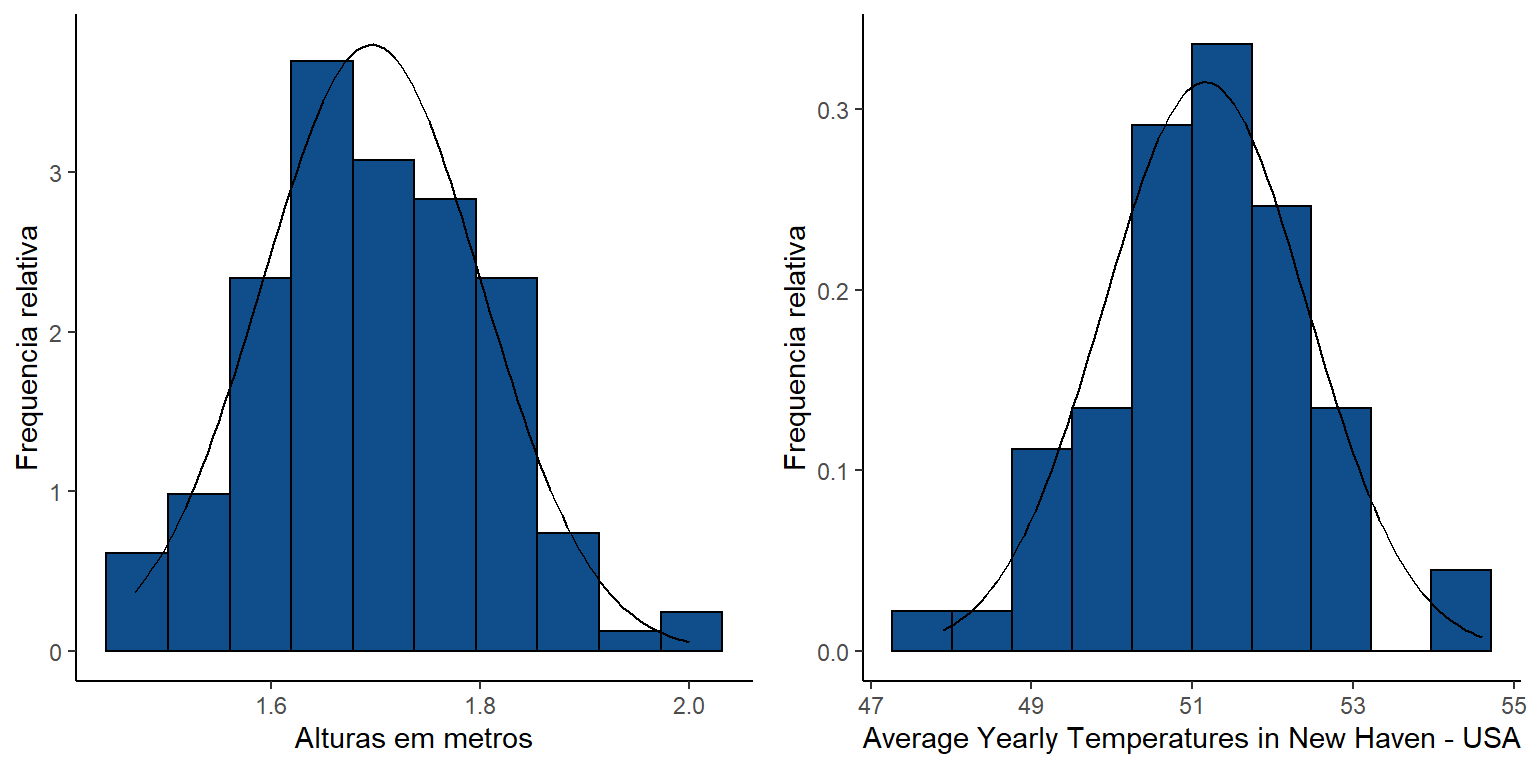 Frequencia relativa
3
2
1
0
1.6 1.8 2.0
Alturas em metros
Frequencia relativa
0.3
0.2
0.1
0.0
47 49 51 53 55
Average Yearly Temperatures in New Haven - USA